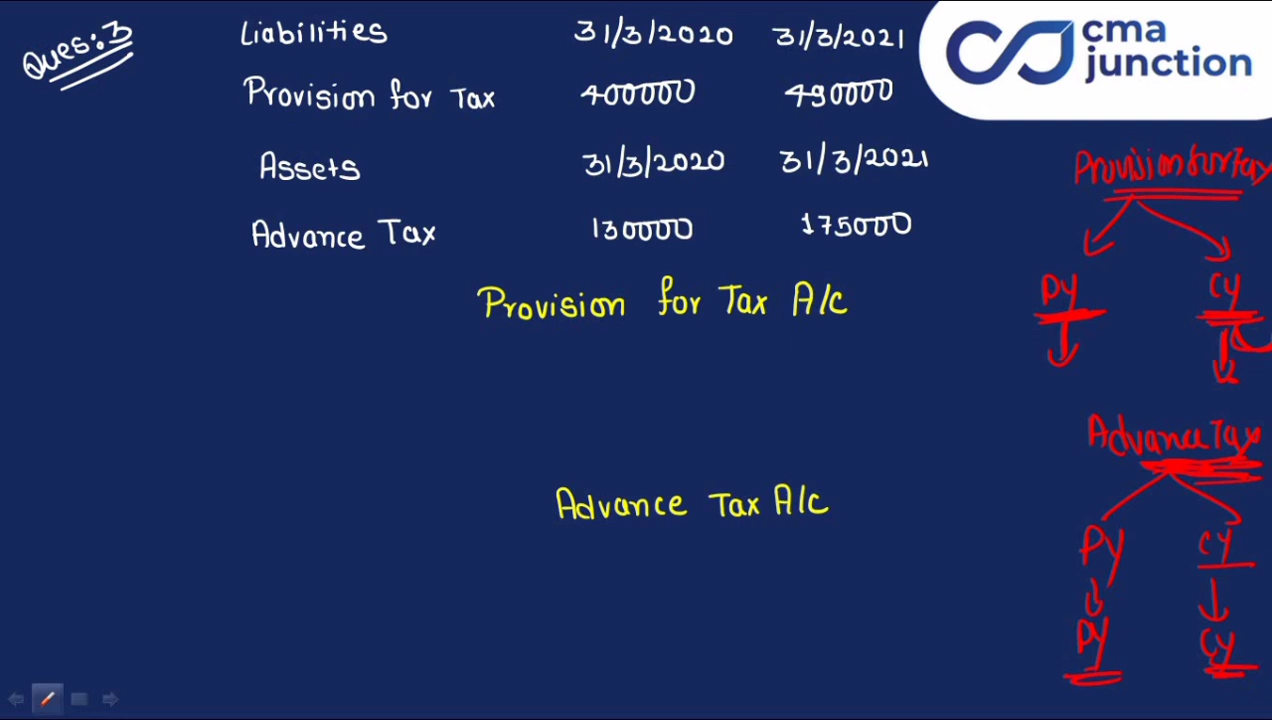 Ques:3
Liabilities 31/3/2020 31/3/2021
Provision for Tax 400000 490000
Assets 31/3/2020 31/3/2021
Advance Tax 130000 175000
Provision for Tax A/c
Advance Tax A/c
cma
junction
Provision for Tax
PY CY
Advance Tax
PY CY
PY CY